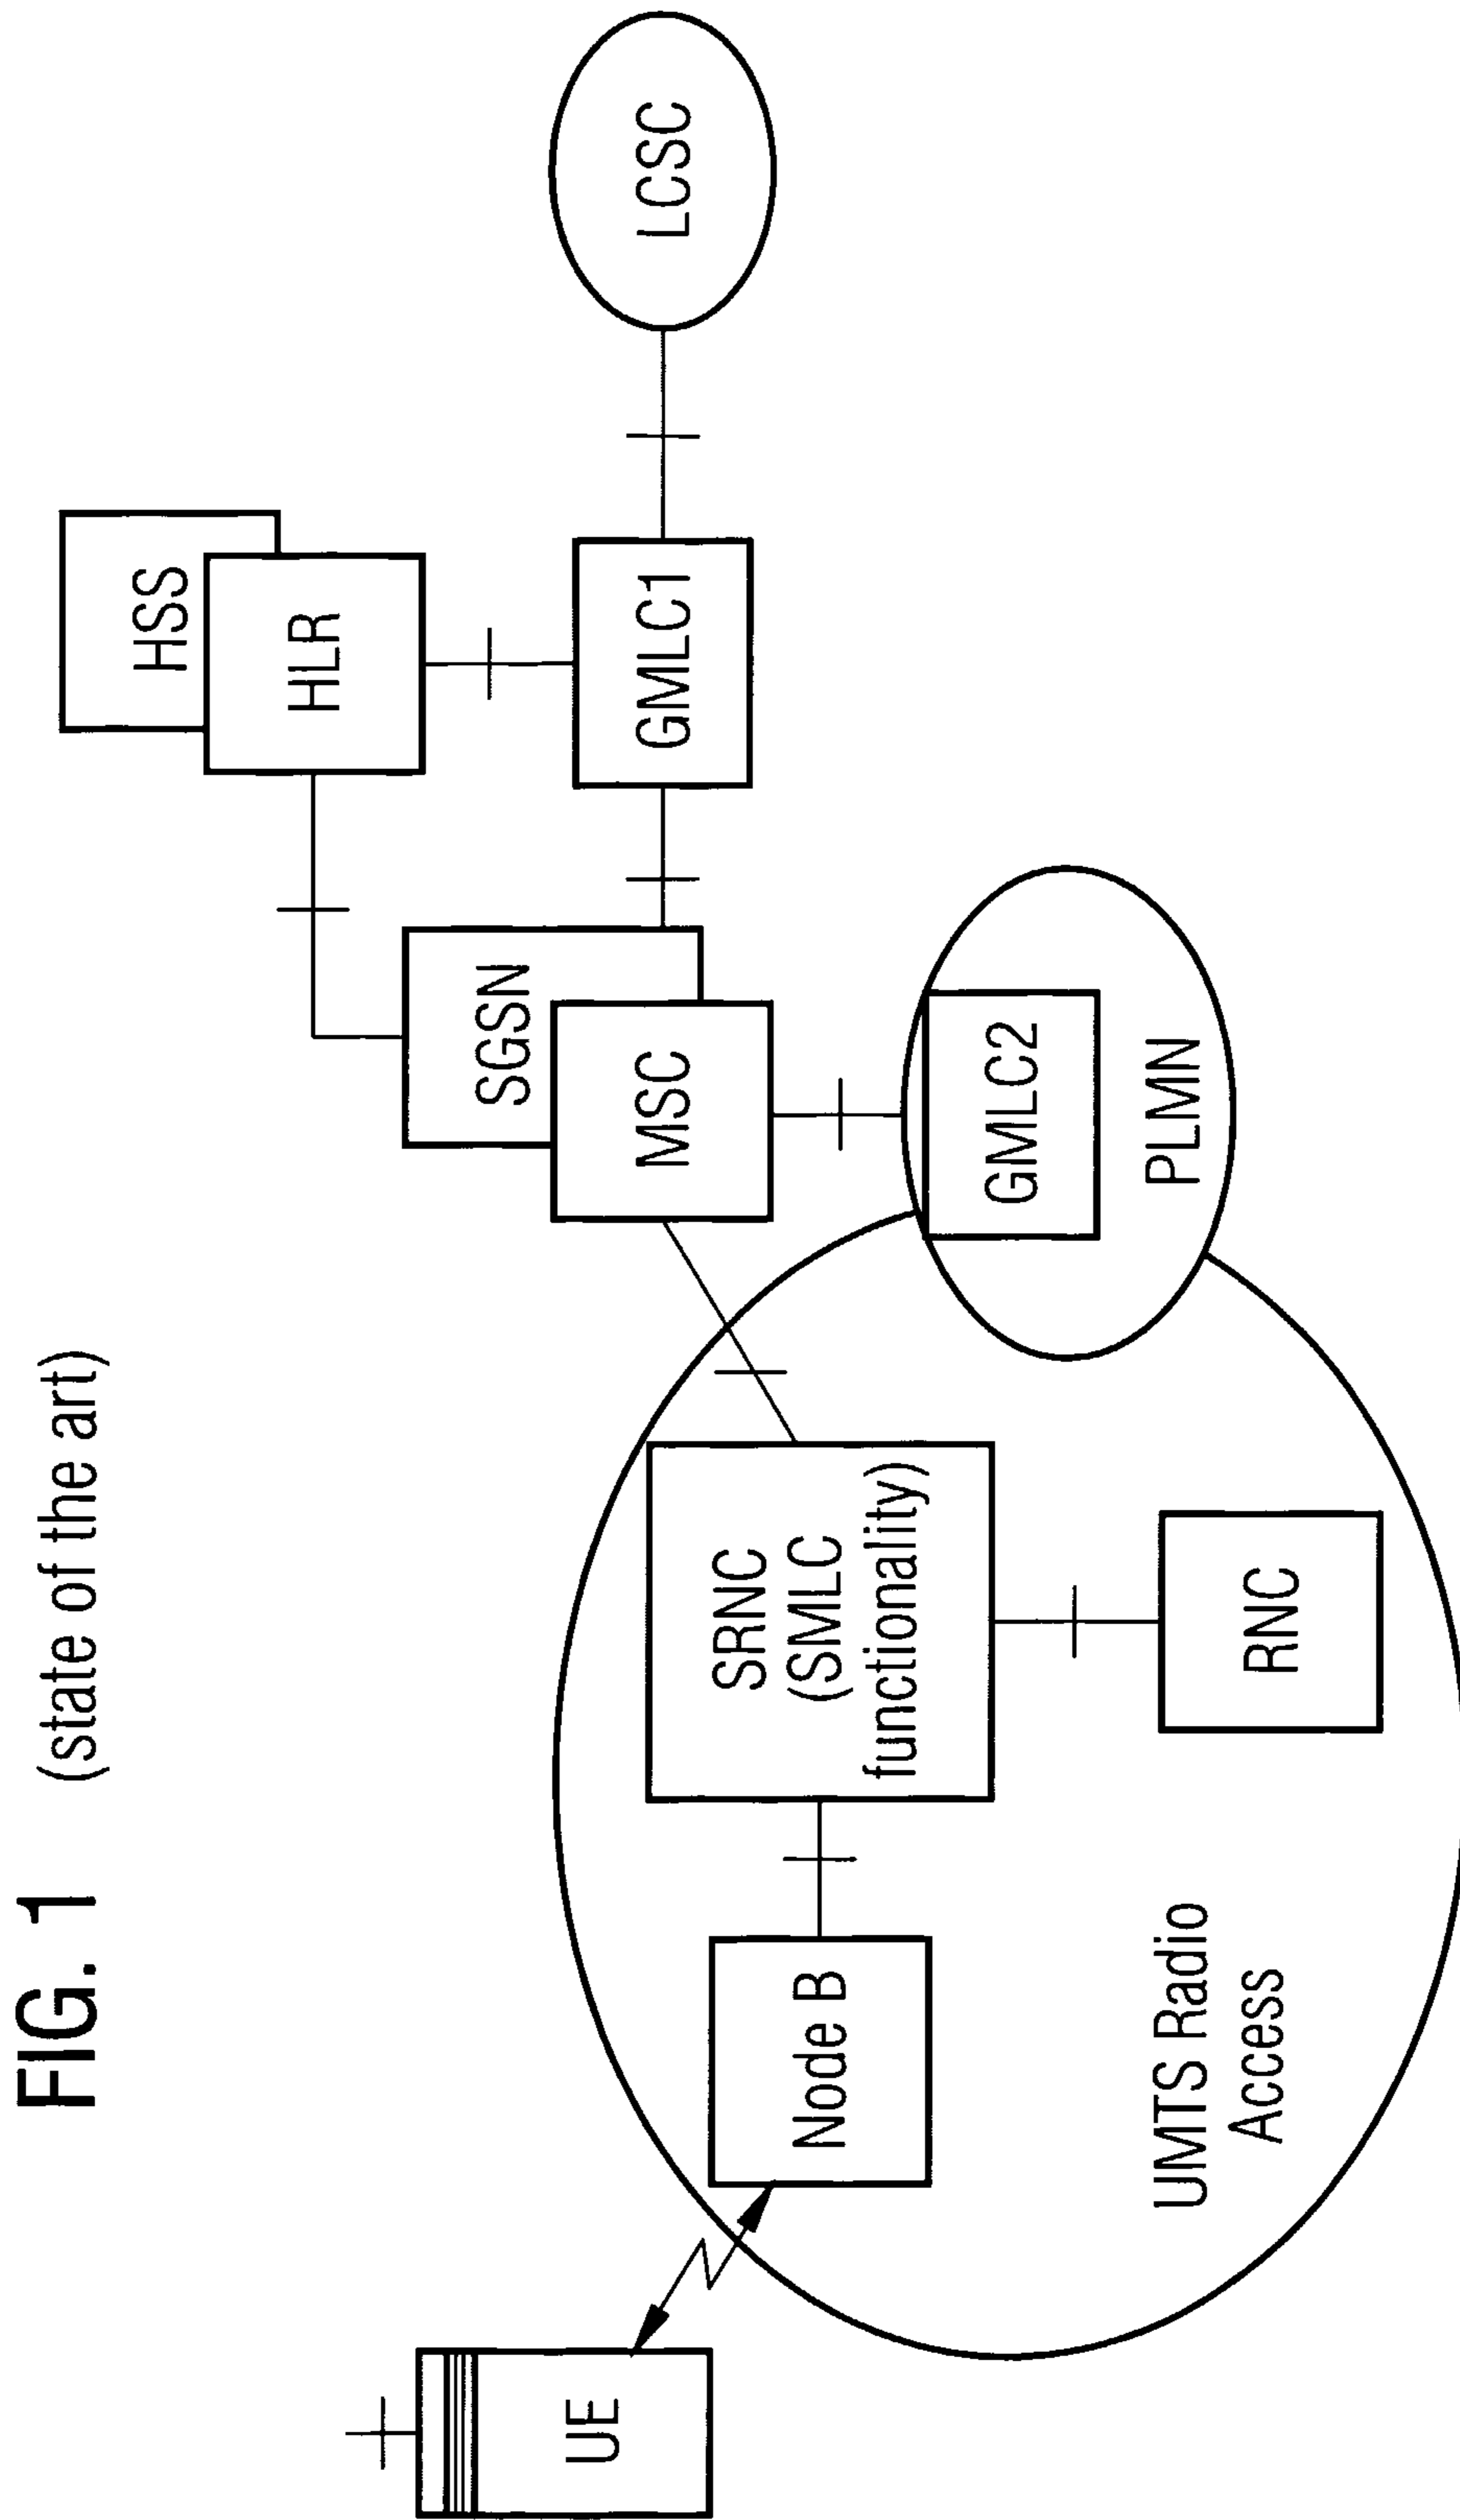 FIG. 1 (state of the art)
UE
Node B
SRNC
(SMLC
functionality)
RNC
UMTS Radio
Access
SGSN
MSC
GMLC2
PLMN
HSS
HLR
GMLC1
LCSC